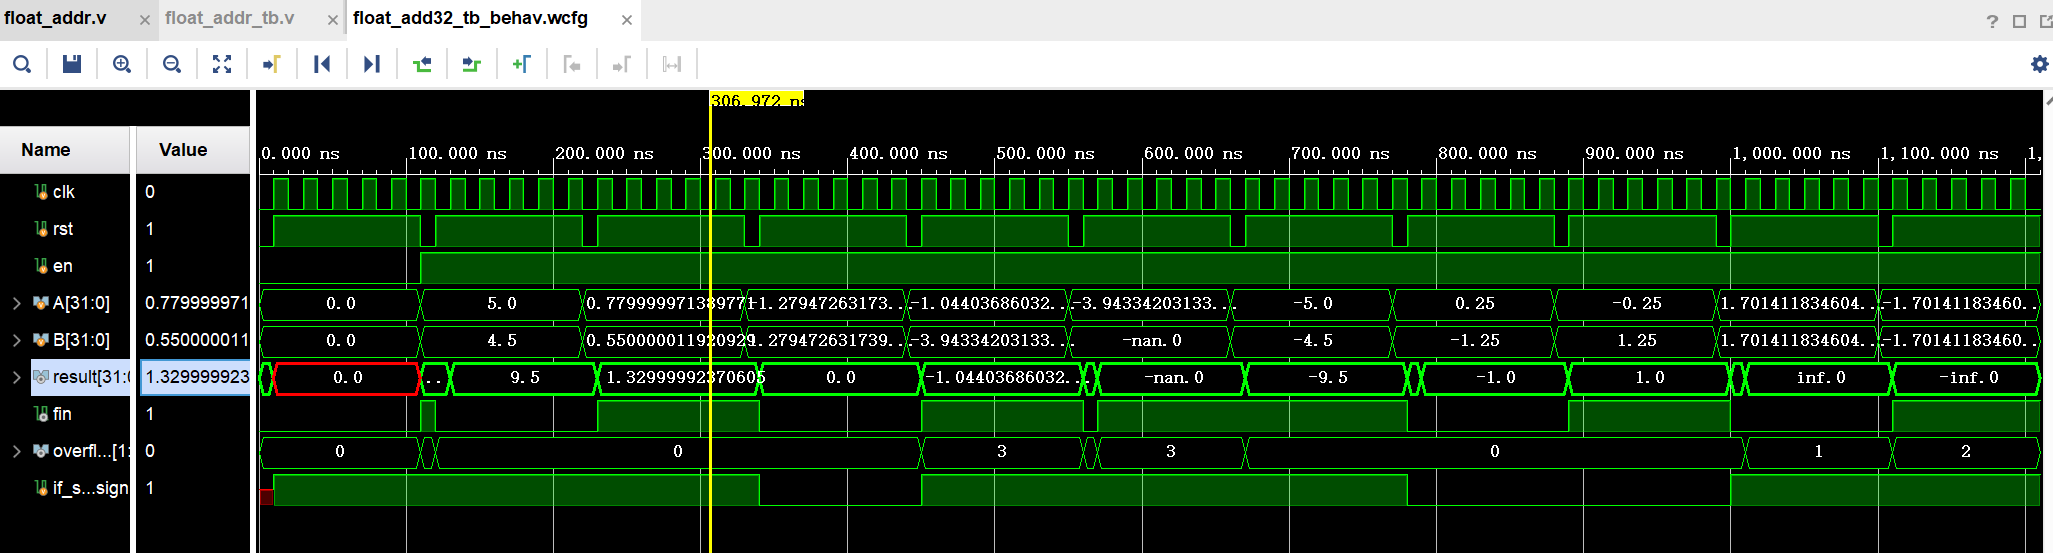 float_addr.v × float_addr_tb.v × float_add32_tb_behav.wcfg ×
?
306.972 ns
Name Value
0.000 ns 100.000 ns 200.000 ns 300.000 ns 400.000 ns 500.000 ns 600.000 ns 700.000 ns 800.000 ns 900.000 ns 1,000.000 ns 1,100.000 ns 1,
clk 0
rst 1
en 1
A[31:0] 0.779999971 0.0 5.0 0.779999971389771 -1.27947263173... -1.04403686032... -3.94334203133... -5.0 0.25 -0.25 1.701411834604... -1.70141183460...
B[31:0] 0.550000011 0.0 4.5 0.550000011920929 1.279472631739... -3.94334203133... -nan.0 -4.5 -1.25 1.25 1.701411834604... -1.70141183460...
result[31:0 1.329999923 0.0 ... 9.5 1.32999992370605 0.0 -1.04403686032... -nan.0 -9.5 -1.0 1.0 inf.0 -inf.0
fin 1
overfl...[1: 0 0 0 3 3 0 1 2
if_s...sign 1